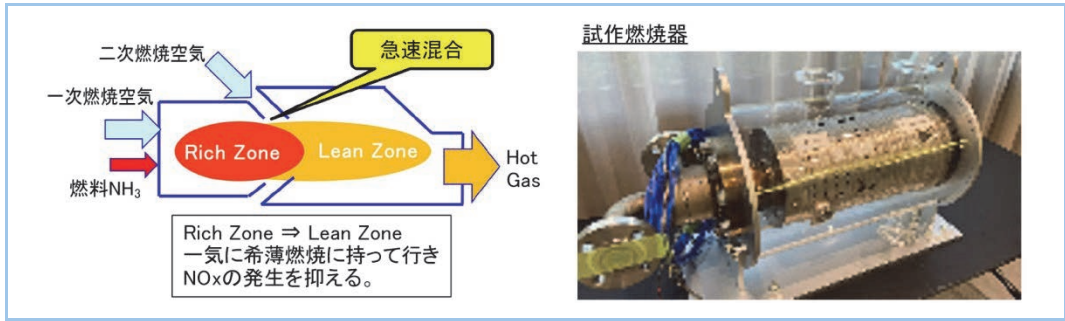 二次燃焼空気
急速混合
一次燃焼空気
Rich Zone
Lean Zone
燃料NH₃
Hot
Gas
Rich Zone ⇒ Lean Zone
一気に希薄燃焼に持って行き
NOxの発生を抑える。
試作燃焼器